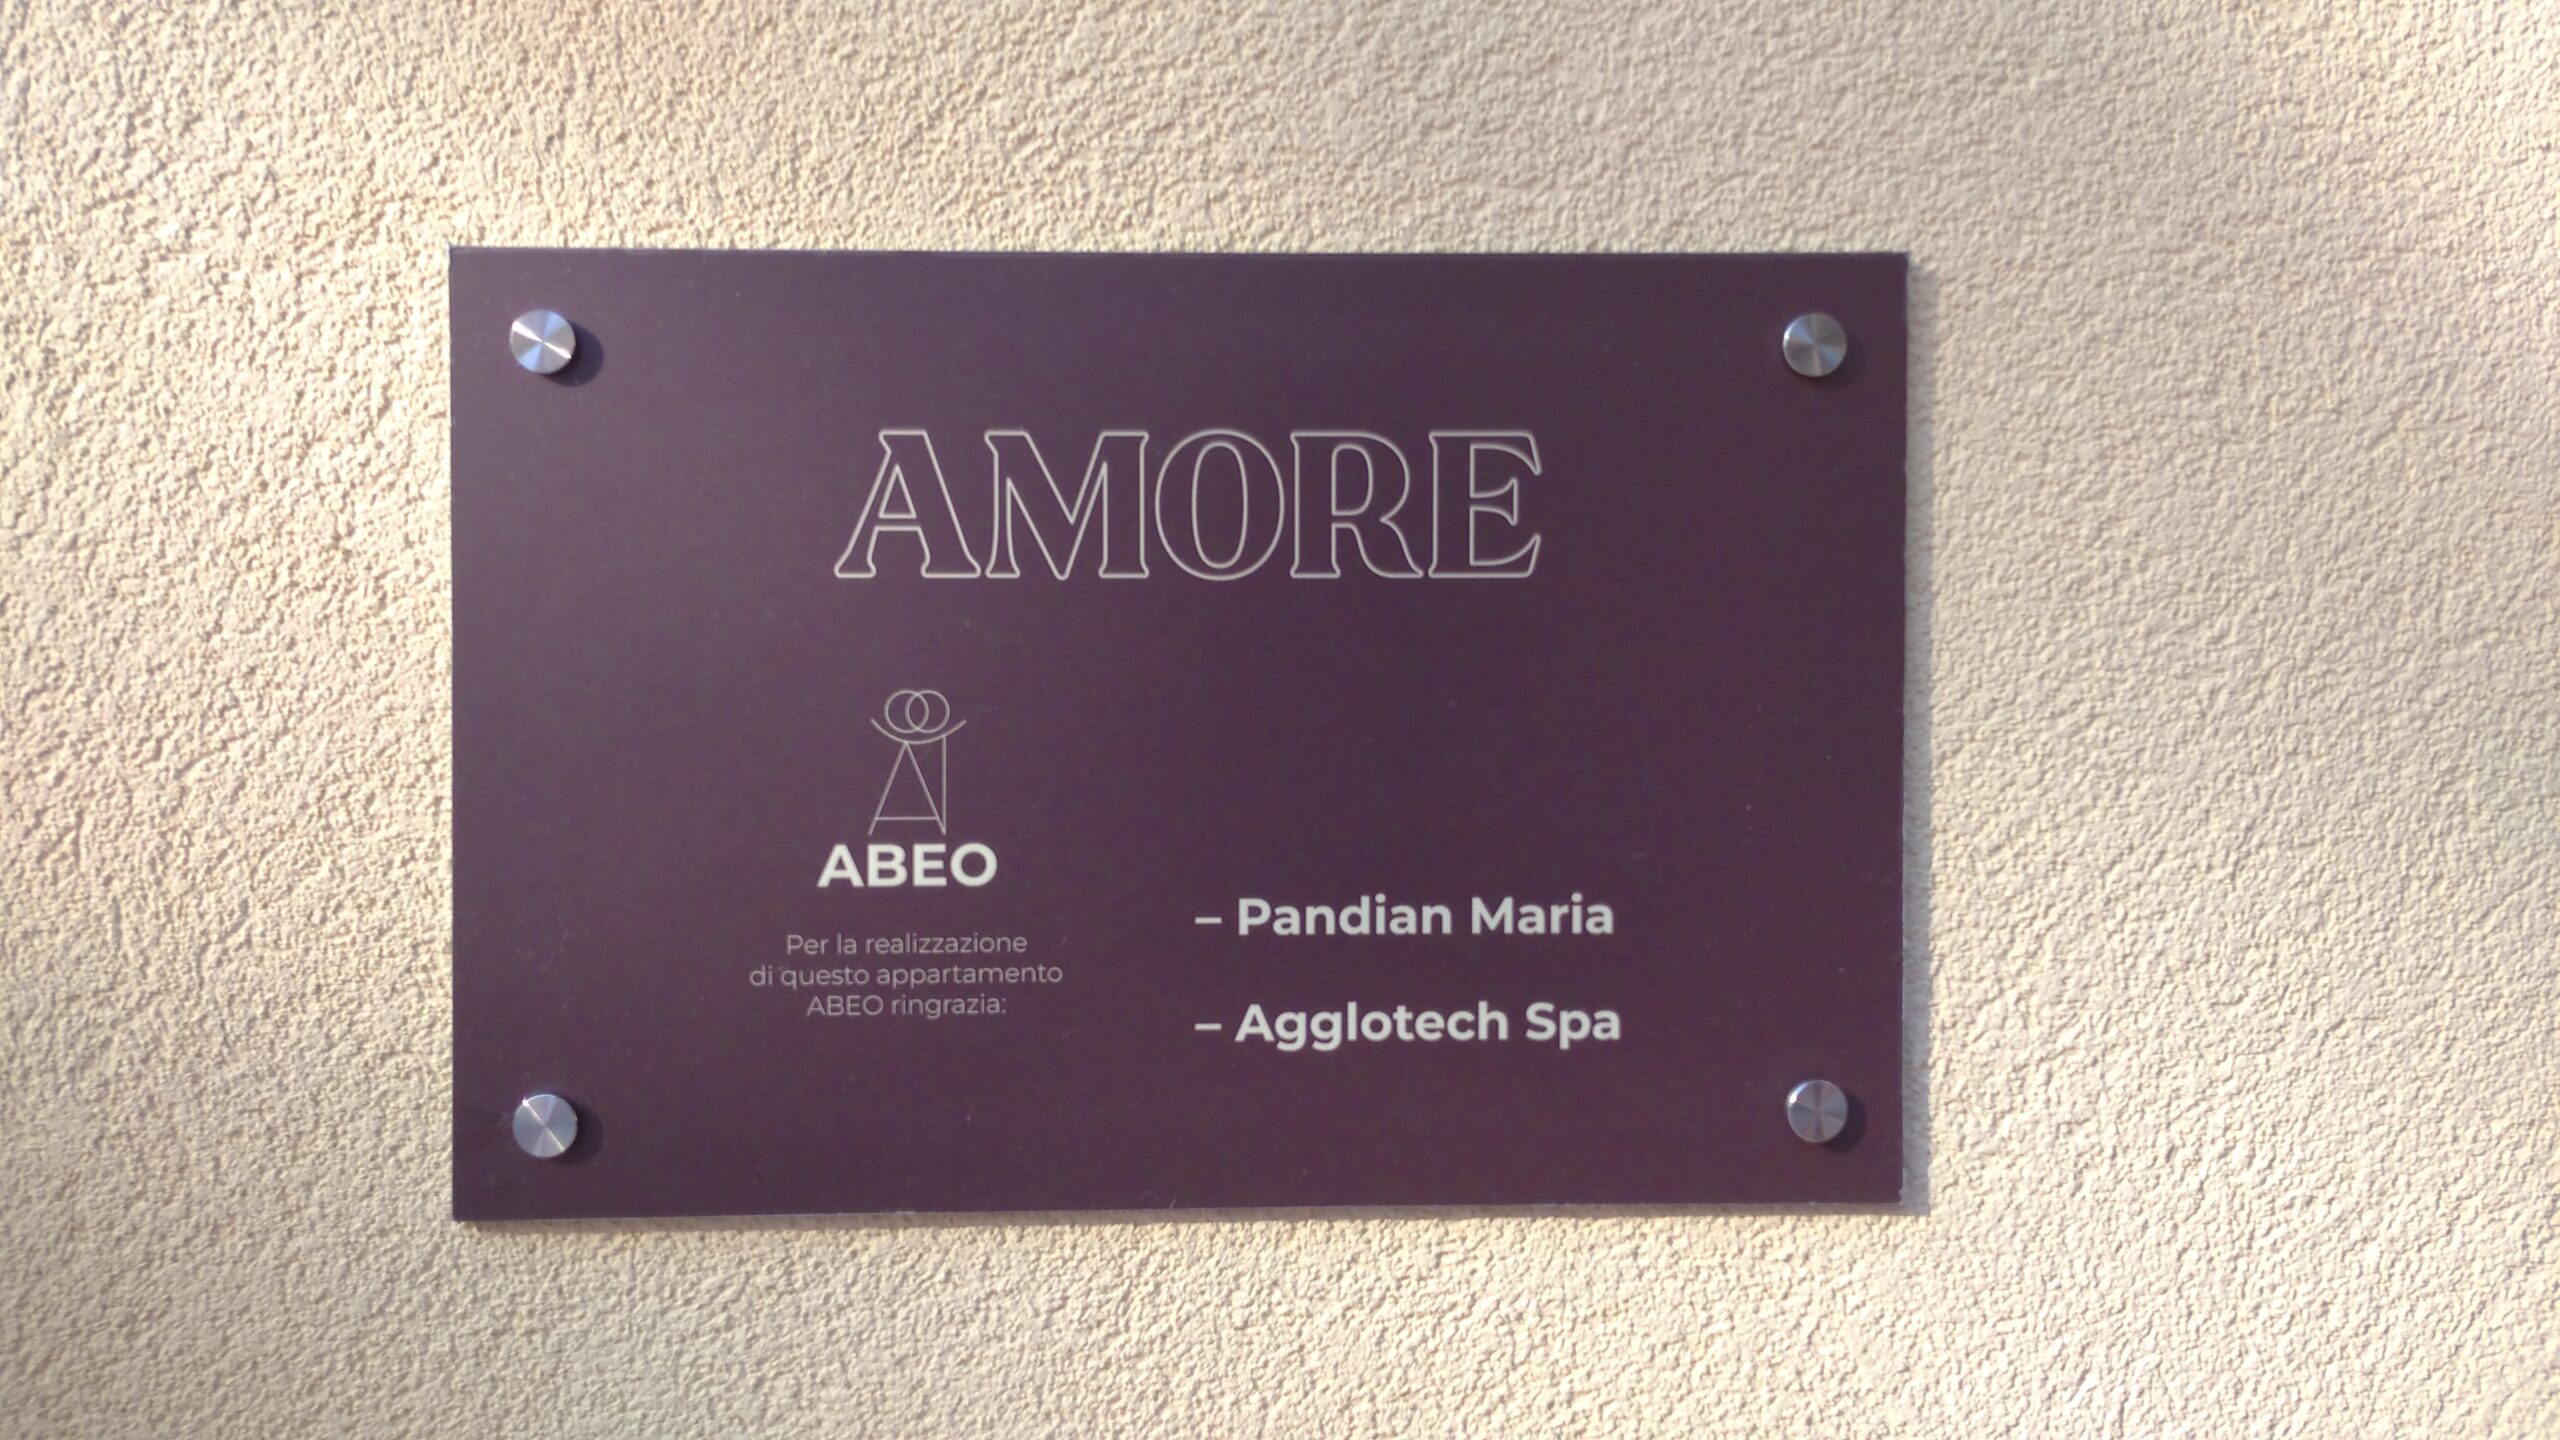 AMORE
ABEO
Per la realizzazione
di questo appartamento
ABEO ringrazia:
– Pandian Maria
– Agglotech Spa